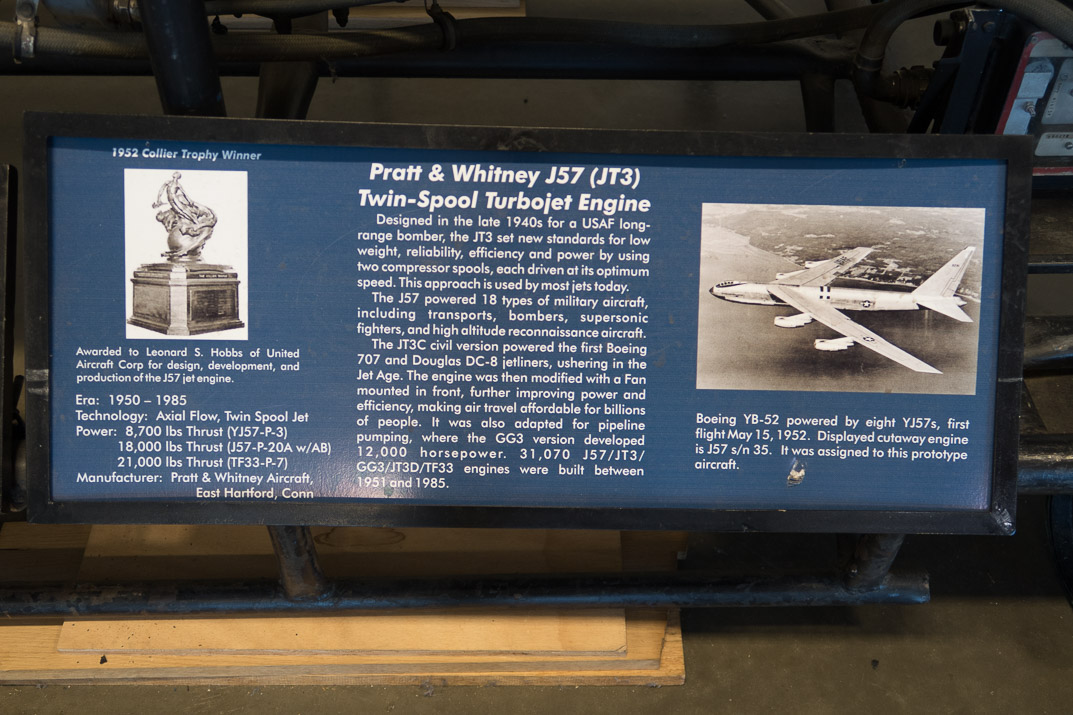 1952 Collier Trophy Winner
Awarded to Leonard S. Hobbs of United
Aircraft Corp for design, development, and
production of the J57 jet engine.
Era: 1950 – 1985
Technology: Axial Flow, Twin Spool Jet
Power: 8,700 lbs Thrust (YJ57-P-3)
18,000 lbs Thrust (J57-P-20A w/AB)
21,000 lbs Thrust (TF33-P-7)
Manufacturer: Pratt & Whitney Aircraft,
East Hartford, Conn
Pratt & Whitney J57 (JT3)
Twin-Spool Turbojet Engine
Designed in the late 1940s for a USAF long-
range bomber, the JT3 set new standards for low
weight, reliability, efficiency and power by using
two compressor spools, each driven at its optimum
speed. This approach is used by most jets today.
The J57 powered 18 types of military aircraft,
including transports, bombers, supersonic
fighters, and high altitude reconnaissance aircraft.
The JT3C civil version powered the first Boeing
707 and Douglas DC-8 jetliners, ushering in the
Jet Age. The engine was then modified with a Fan
mounted in front, further improving power and
efficiency, making air travel affordable for billions
of people. It was also adapted for pipeline
pumping, where the GG3 version developed
12,000 horsepower. 31,070 J57/JT3/
GG3/JT3D/TF33 engines were built between
1951 and 1985.
Boeing YB-52 powered by eight YJ57s, first
flight May 15, 1952. Displayed cutaway engine
is J57 s/n 35. It was assigned to this prototype
aircraft.